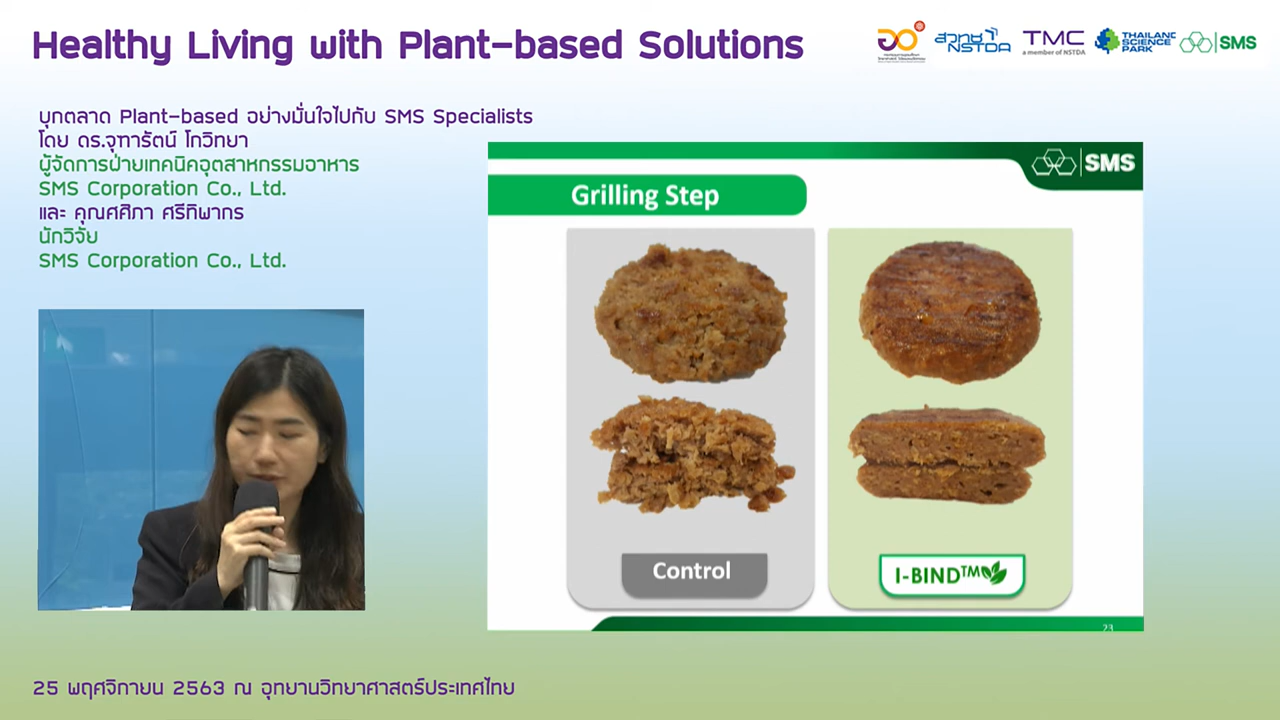 Healthy Living with Plant-based Solutions
สวทช
NSTDA
TMC
a member of NSTDA
THAILAND
SCIENCE
PARK
SMS
บุกตลาด Plant-based อย่างมั่นใจไปกับ SMS Specialists
โดย ดร.จุฑารัตน์ โกวิทยา
ผู้จัดการฝ่ายเทคนิคอุตสาหกรรมอาหาร
SMS Corporation Co., Ltd.
และ คุณศศิภา ศรีทิพากร
นักวิจัย
SMS Corporation Co., Ltd.
SMS
Grilling Step
Control
I-BIND™
23
25 พฤศจิกายน 2563 ณ อุทยานวิทยาศาสตร์ประเทศไทย